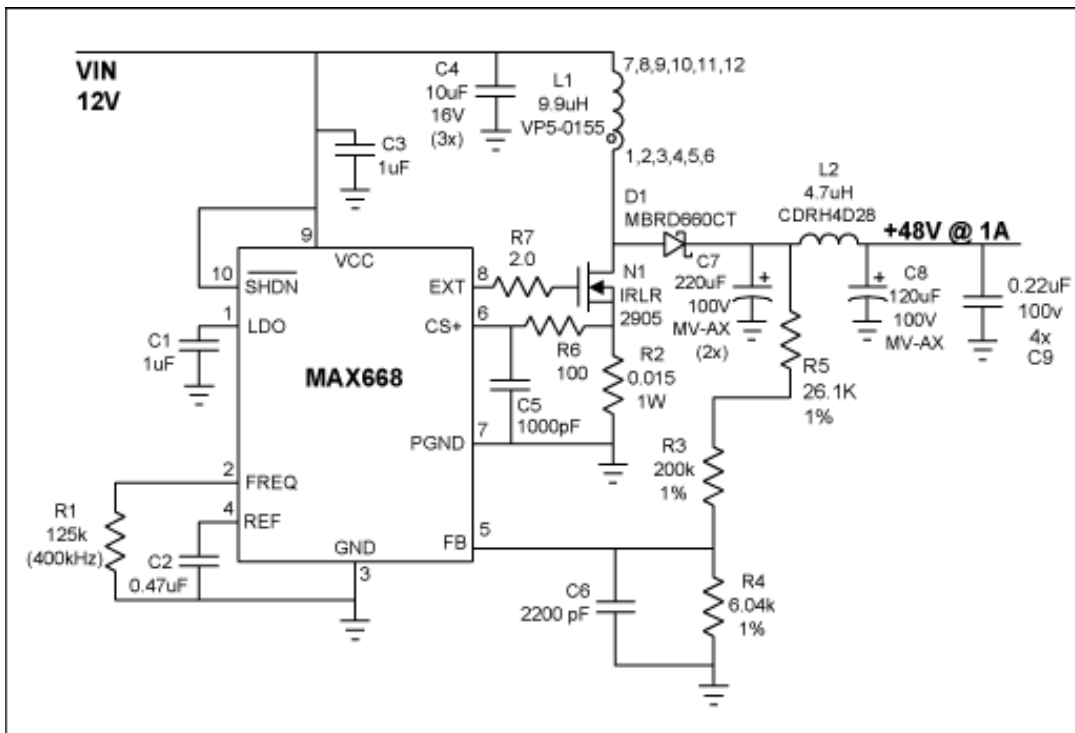 VIN
12V
C4
10uF
16V
(3x)
L1
9.9uH
VP5-0155
7,8,9,10,11,12
1,2,3,4,5,6
C3
1uF
D1
MBRD660CT
L2
4.7uH
CDRH4D28
+48V @ 1A
9
VCC
10
SHDN
1
LDO
C1
1uF
MAX668
EXT
8
R7
2.0
N1
IRLR
2905
C7
220uF
100V
MV-AX
(2x)
C8
120uF
100V
MV-AX
0.22uF
100v
4x
C9
6
CS+
R6
100
R2
0.015
1W
C5
1000pF
7
PGND
R5
26.1K
1%
R3
200k
1%
2
FREQ
4
REF
R1
125k
(400kHz)
C2
0.47uF
GND
3
FB
5
C6
2200 pF
R4
6.04k
1%